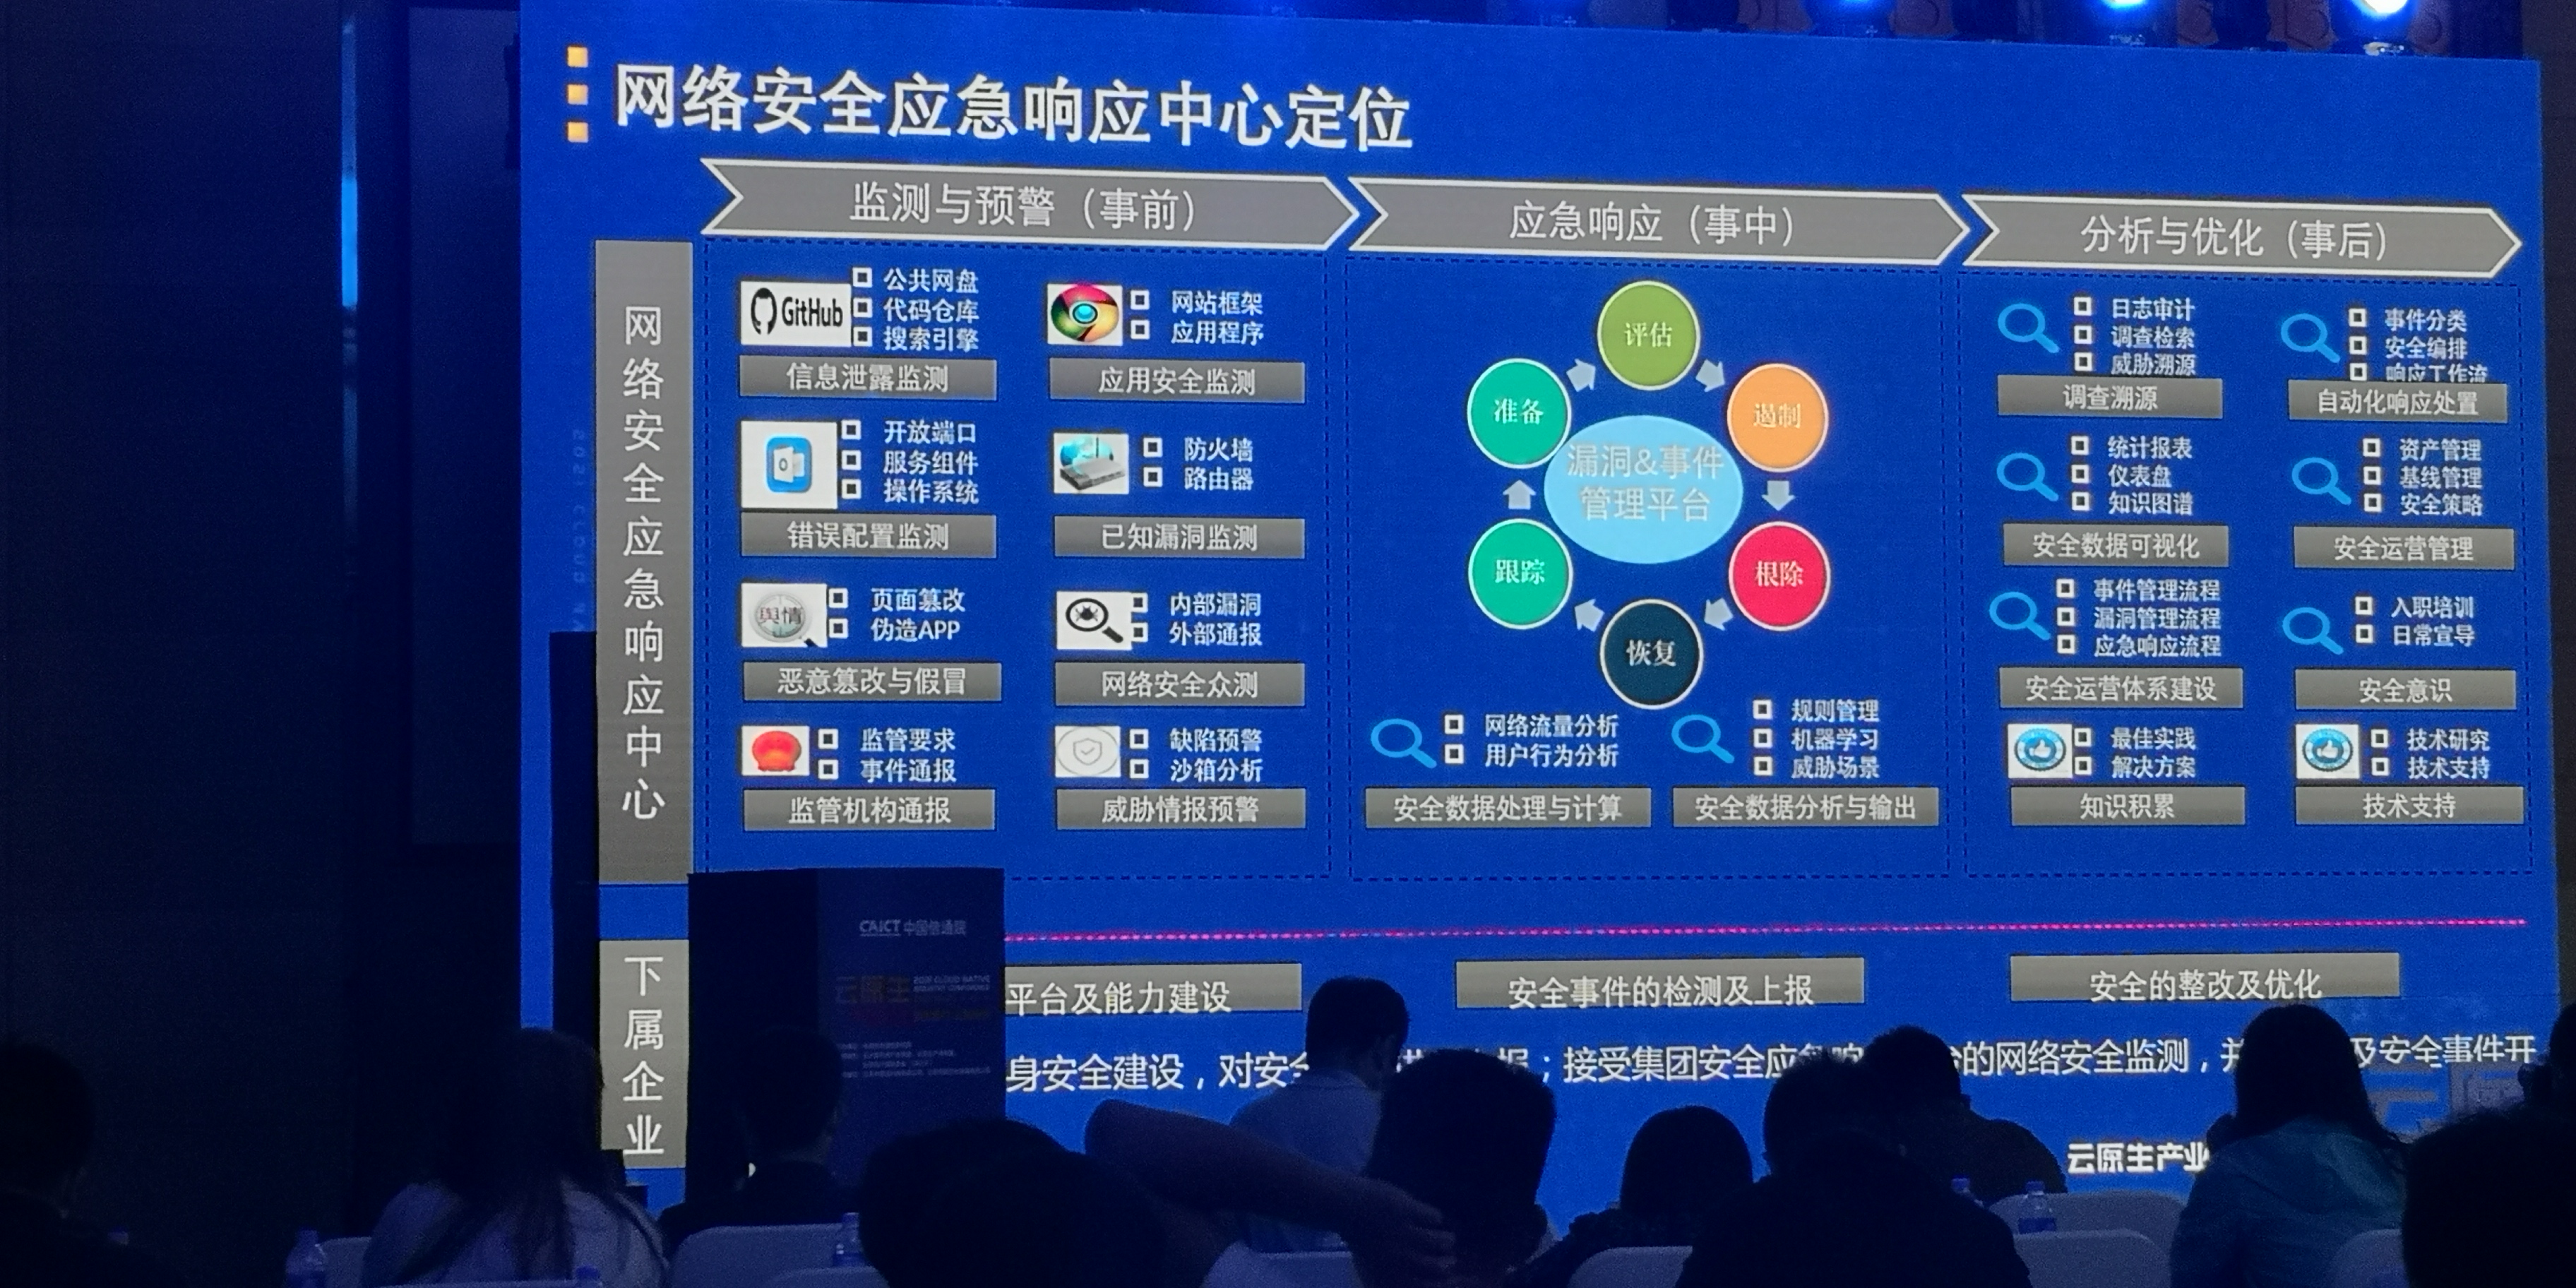 网络安全应急响应中心定位
监测与预警（事前）
应急响应（事中）
分析与优化（事后）
网络安全应急响应中心
GitHub
公共网盘
代码仓库
搜索引擎
信息泄露监测
网站框架
应用程序
应用安全监测
开放端口
服务组件
操作系统
错误配置监测
防火墙
路由器
已知漏洞监测
舆情
页面篡改
伪造APP
恶意篡改与假冒
内部漏洞
外部通报
网络安全众测
监管要求
事件通报
监管机构通报
缺陷预警
沙箱分析
威胁情报预警
评估
遏制
根除
恢复
跟踪
准备
漏洞&事件
管理平台
网络流量分析
用户行为分析
安全数据处理与计算
规则管理
机器学习
威胁场景
安全数据分析与输出
日志审计
调查检索
威胁溯源
调查溯源
事件分类
安全编排
响应工作流
自动化响应处置
统计报表
仪表盘
知识图谱
安全数据可视化
资产管理
基线管理
安全策略
安全运营管理
事件管理流程
漏洞管理流程
应急响应流程
安全运营体系建设
入职培训
日常宣导
安全意识
最佳实践
解决方案
知识积累
技术研究
技术支持
技术支持
下属企业
平台及能力建设
安全事件的检测及上报
安全的整改及优化
身安全建设，对安 报；接受集团安全应急 的网络安全监测，并 及安全事件开
云原生产业
CAICT 中国信通院
云原生